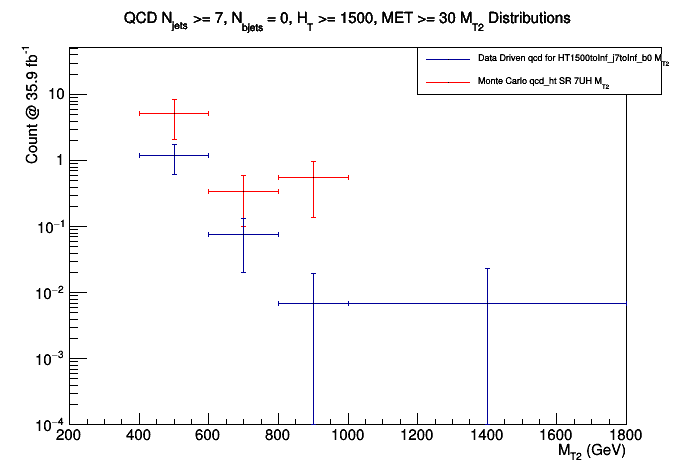 QCD N_jets >= 7, N_bjets = 0, H_T >= 1500, MET >= 30 M_T2 Distributions
Data Driven qcd for HT1500toInf_j7toInf_b0 M_T2
Monte Carlo qcd_ht SR 7UH M_T2
Count @ 35.9 fb^-1
10
1
10^-1
10^-2
10^-3
10^-4
200 400 600 800 1000 1200 1400 1600 1800
M_T2 (GeV)